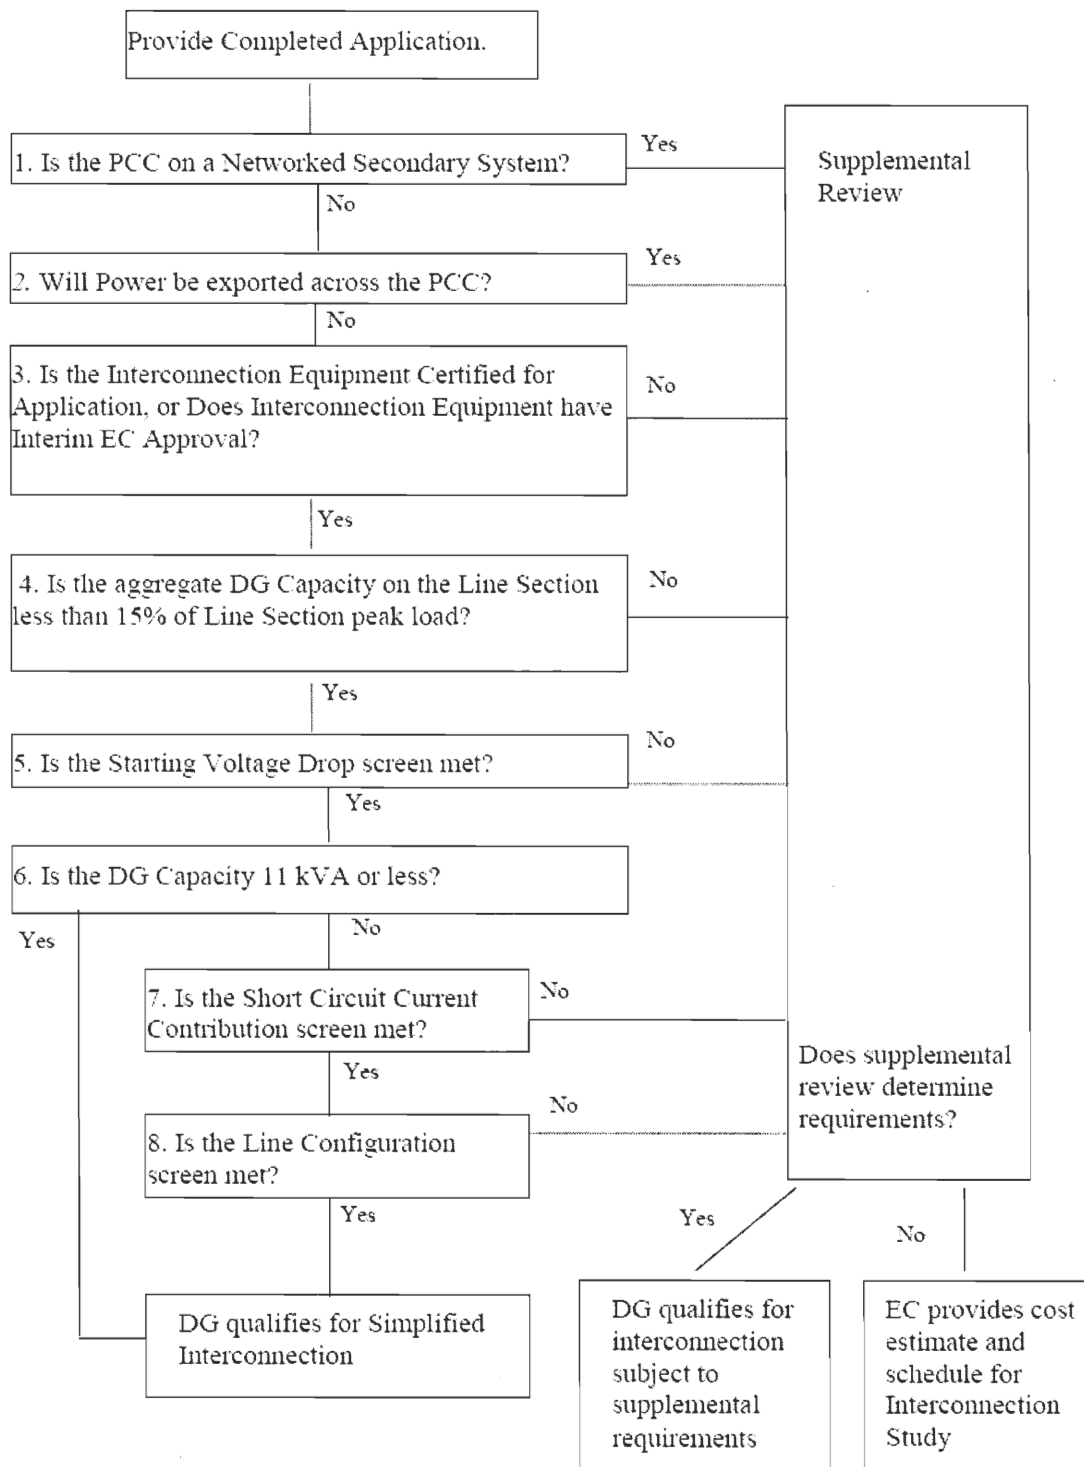 Provide Completed Application.
1. Is the PCC on a Networked Secondary System?
Yes
Supplemental
Review
No
2. Will Power be exported across the PCC?
Yes
No
3. Is the Interconnection Equipment Certified for
Application, or Does Interconnection Equipment have
Interim EC Approval?
No
Yes
4. Is the aggregate DG Capacity on the Line Section
less than 15% of Line Section peak load?
No
Yes
5. Is the Starting Voltage Drop screen met?
No
Yes
6. Is the DG Capacity 11 kVA or less?
Yes
No
7. Is the Short Circuit Current
Contribution screen met?
No
Yes
Does supplemental
review determine
requirements?
8. Is the Line Configuration
screen met?
No
Yes
Yes
No
DG qualifies for Simplified
Interconnection
DG qualifies for
interconnection
subject to
supplemental
requirements
EC provides cost
estimate and
schedule for
Interconnection
Study